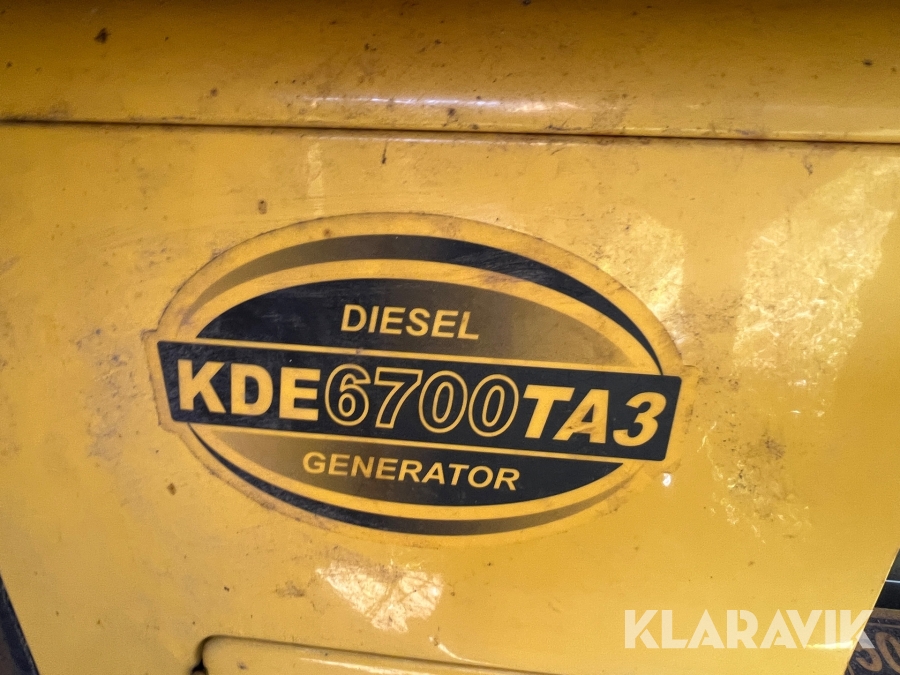 DIESEL
KDE6700TA3
GENERATOR
KLARAVIK